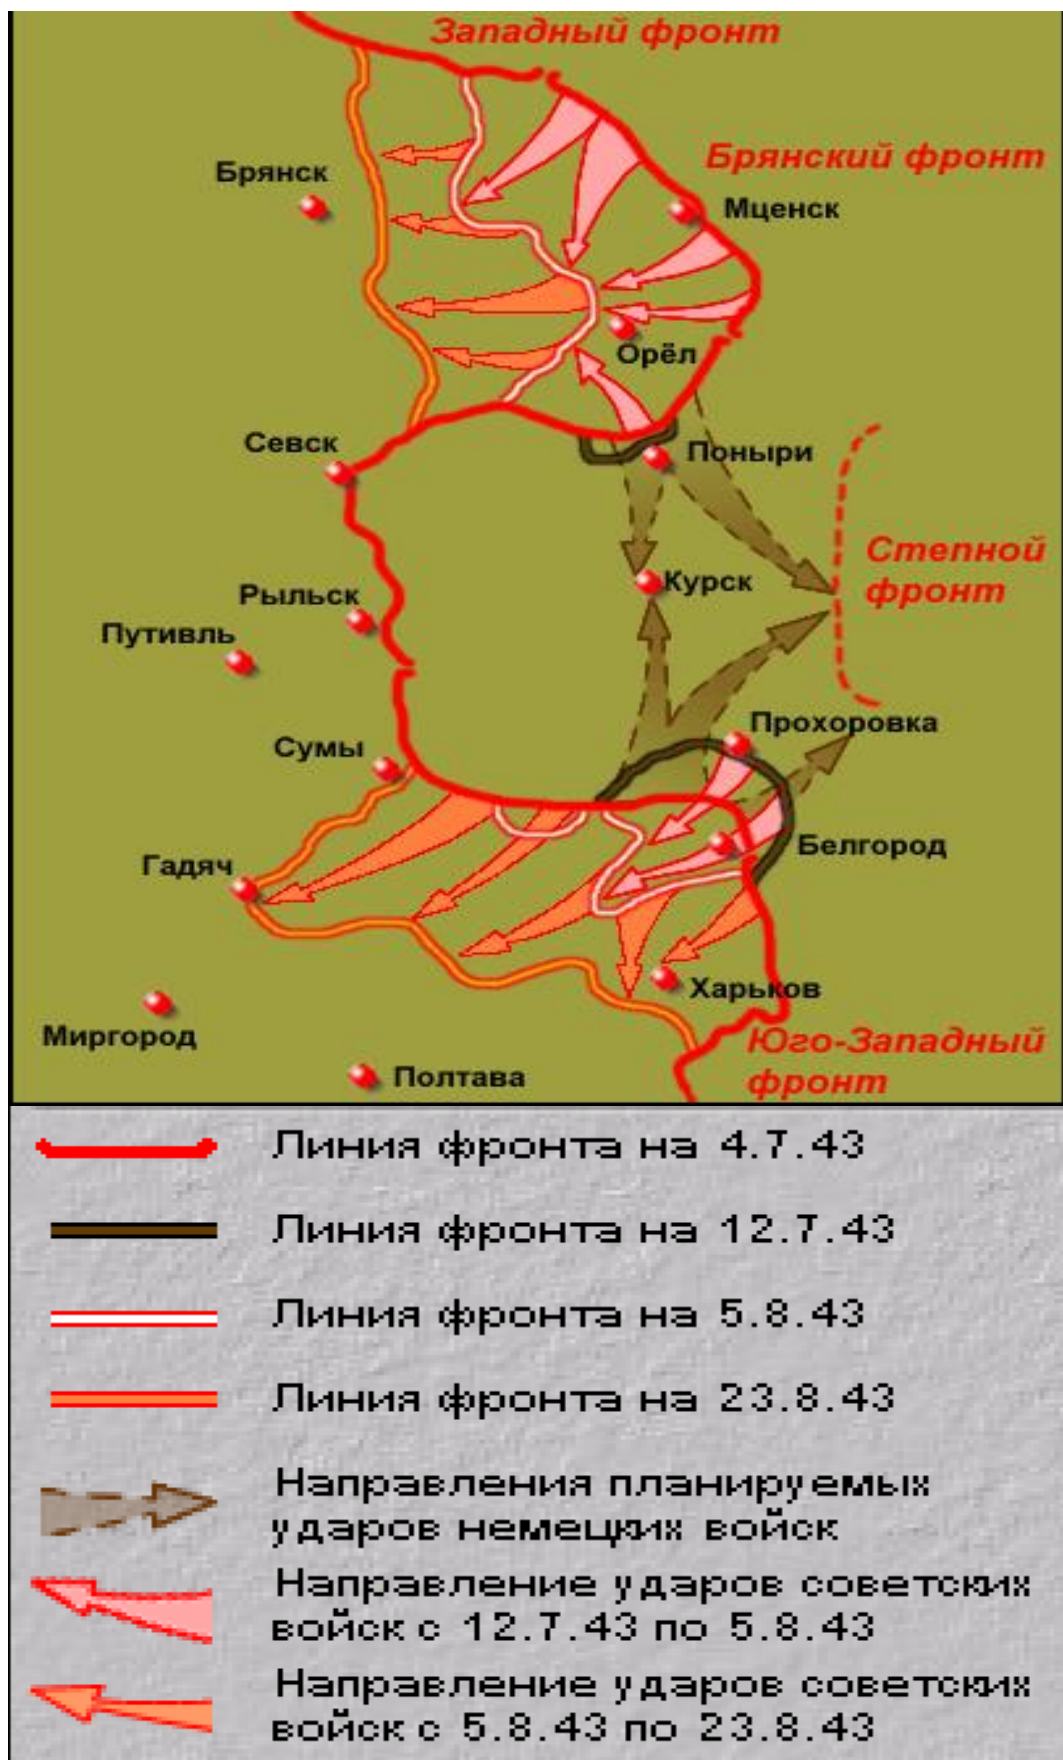 Западный фронт
Брянский фронт
Брянск
Мценск
Орёл
Севск
Поныри
Степной
фронт
Рыльск
Курск
Путивль
Прохоровка
Сумы
Белгород
Гадяч
Харьков
Миргород
Юго-Западный
фронт
Полтава
Линия фронта на 4.7.43
Линия фронта на 12.7.43
Линия фронта на 5.8.43
Линия фронта на 23.8.43
Направления планируемых
ударов немецких войск
Направление ударов советских
войск с 12.7.43 по 5.8.43
Направление ударов советских
войск с 5.8.43 по 23.8.43